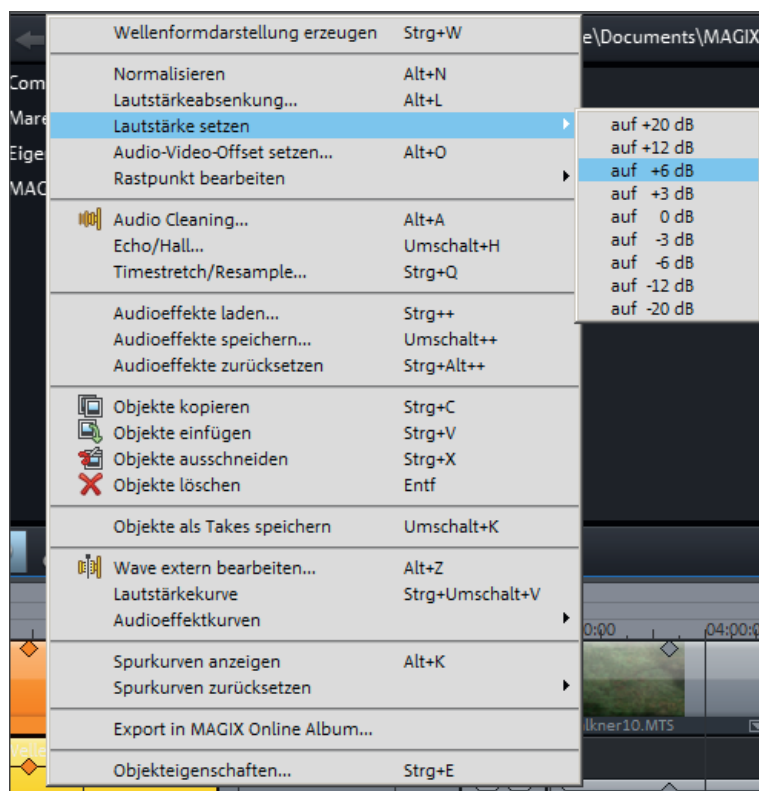 Wellenformdarstellung erzeugen Strg+W
e\Documents\MAGIX
Normalisieren Alt+N
Com
Lautstärkeabsenkung... Alt+L
Mare
Lautstärke setzen
auf +20 dB
auf +12 dB
auf +6 dB
auf +3 dB
auf 0 dB
auf -3 dB
auf -6 dB
auf -12 dB
auf -20 dB
Eige
Audio-Video-Offset setzen... Alt+O
MAG
Rastpunkt bearbeiten
Audio Cleaning... Alt+A
Echo/Hall... Umschalt+H
Timestretch/Resample... Strg+Q
Audioeffekte laden... Strg++
Audioeffekte speichern... Umschalt++
Audioeffekte zurücksetzen Strg+Alt++
Objekte kopieren Strg+C
Objekte einfügen Strg+V
Objekte ausschneiden Strg+X
Objekte löschen Entf
Objekte als Takes speichern Umschalt+K
Wave extern bearbeiten... Alt+Z
Lautstärkekurve Strg+Umschalt+V
Audioeffektkurven
0:00 04:00:0
Spurkurven anzeigen Alt+K
Spurkurven zurücksetzen
Export in MAGIX Online Album...
lkner10.MTS
Objekteigenschaften... Strg+E